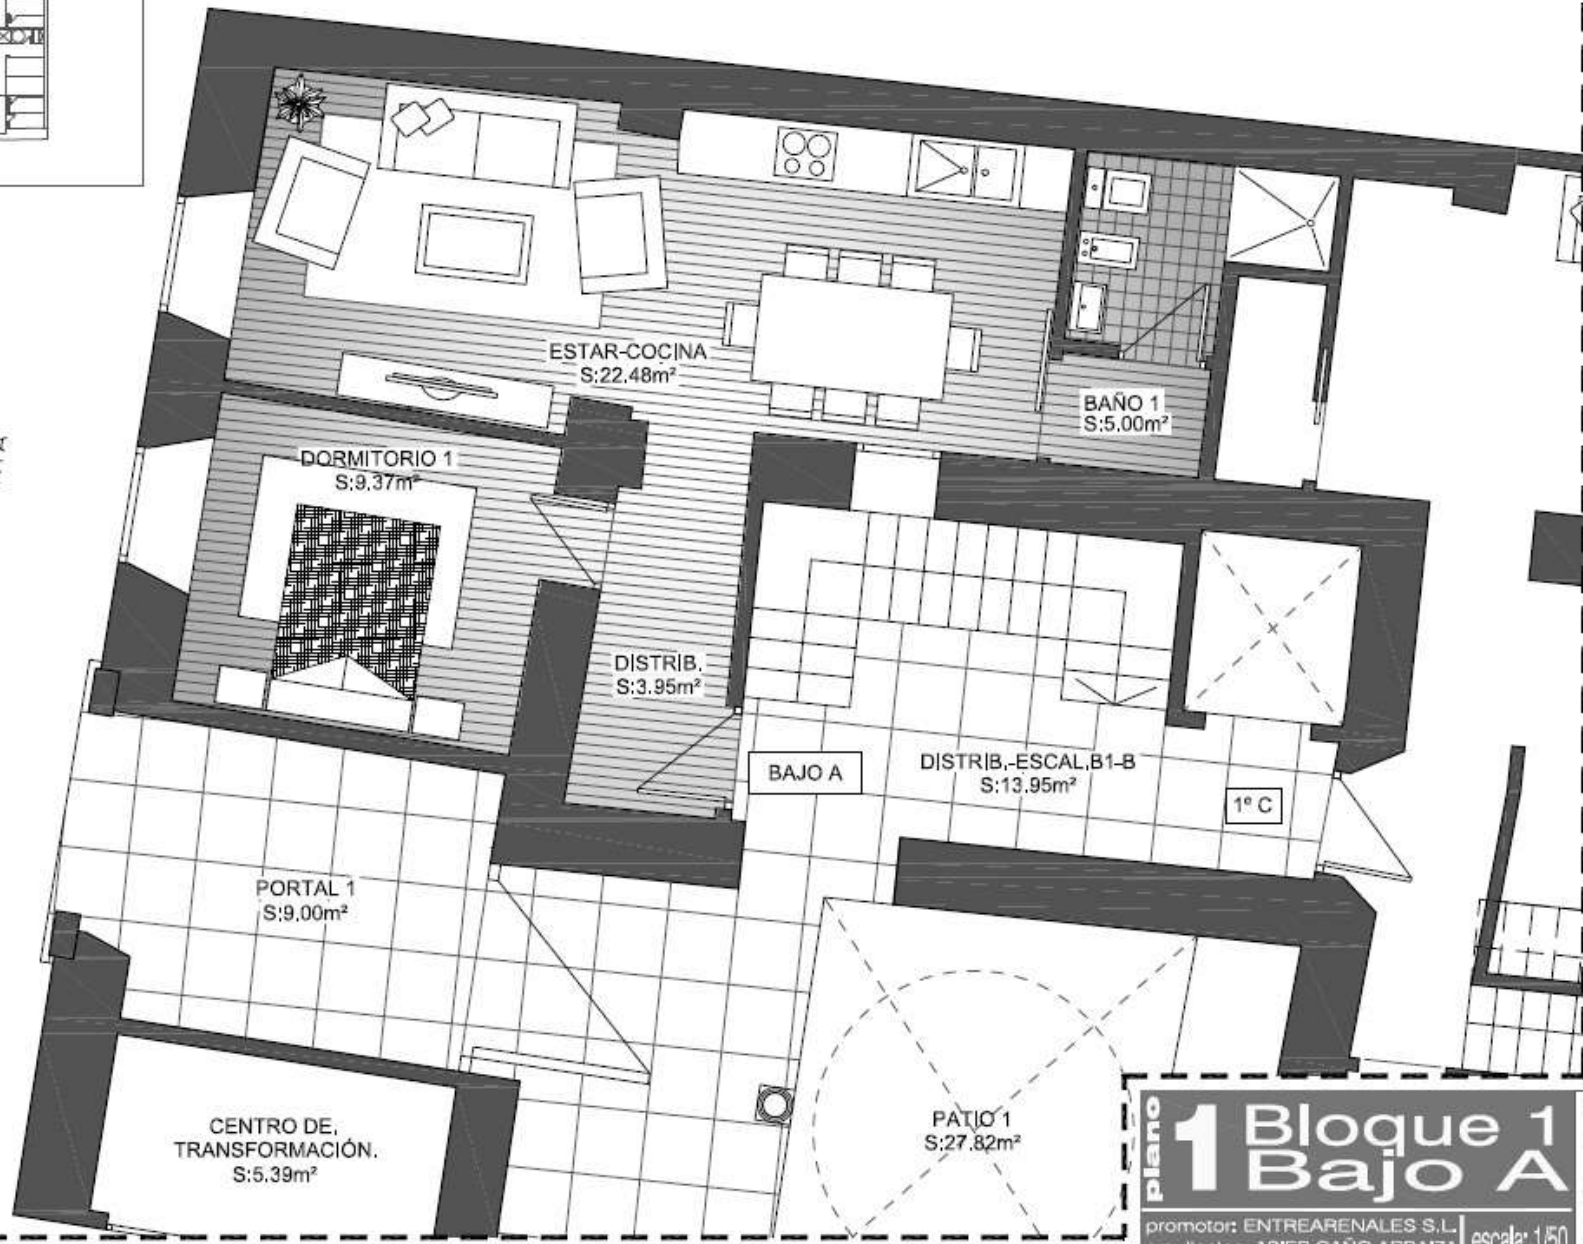 ESTAR-COCINA
S:22.48m²
BAÑO 1
S:5.00m²
DORMITORIO 1
S:9.37m²
DISTRIB.
S:3.95m²
BAJO A
DISTRIB.-ESCAL.B1-B
S:13.95m²
1º C
PORTAL 1
S:9.00m²
CENTRO DE.
TRANSFORMACIÓN.
S:5.39m²
PATIO 1
S:27.82m²
plano
1 Bloque 1
Bajo A
promotor: ENTREARENALES S.L.
escala: 1/50